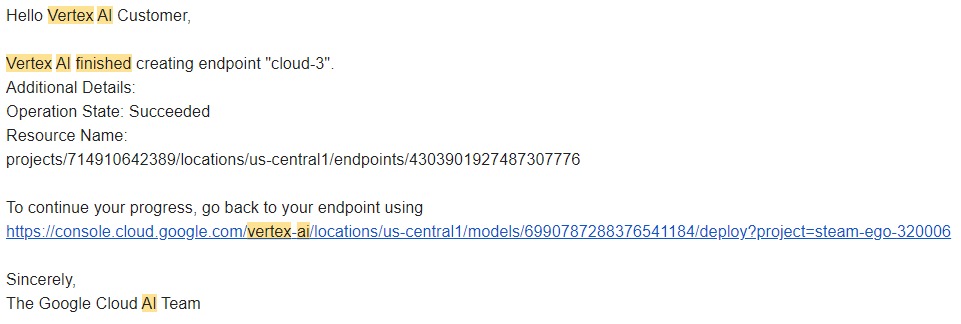 Hello Vertex AI Customer,
Vertex AI finished creating endpoint "cloud-3".
Additional Details:
Operation State: Succeeded
Resource Name:
projects/714910642389/locations/us-central1/endpoints/4303901927487307776
To continue your progress, go back to your endpoint using
https://console.cloud.google.com/vertex-ai/locations/us-central1/models/6990787288376541184/deploy?project=steam-ego-320006
Sincerely,
The Google Cloud AI Team